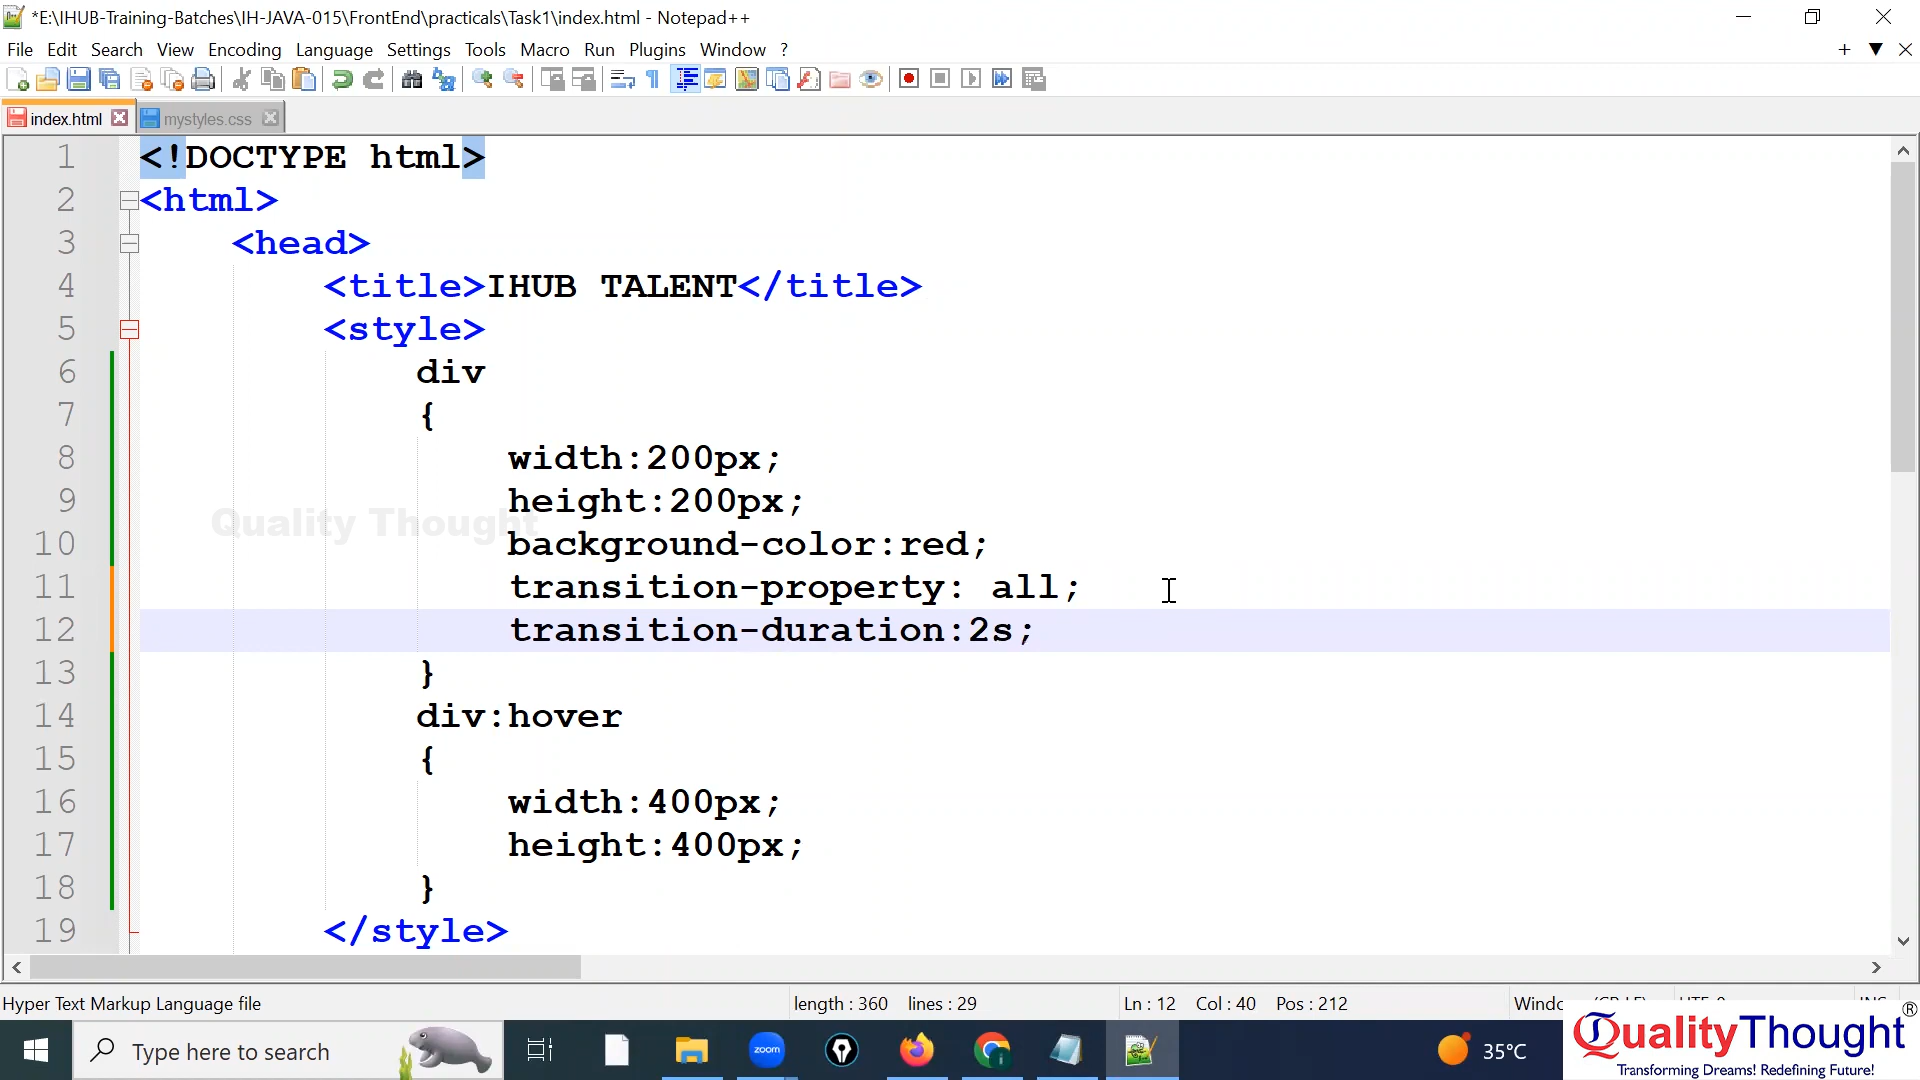 *E:\IHUB-Training-Batches\IH-JAVA-015\FrontEnd\practicals\Task1\index.html - Notepad++
File Edit Search View Encoding Language Settings Tools Macro Run Plugins Window ?
index.html mystyles.css
1 <!DOCTYPE html>
2 <html>
3 <head>
4 <title>IHUB TALENT</title>
5 <style>
6 div
7 {
8 width:200px;
9 height:200px;
Quality Thought
10 background-color:red;
11 transition-property: all;
12 transition-duration:2s;
13 }
14 div:hover
15 {
16 width:400px;
17 height:400px;
18 }
19 </style>
Hyper Text Markup Language file length : 360 lines : 29 Ln : 12 Col : 40 Pos : 212
Type here to search zoom 35°C
QualityThought ®
Transforming Dreams! Redefining Future!